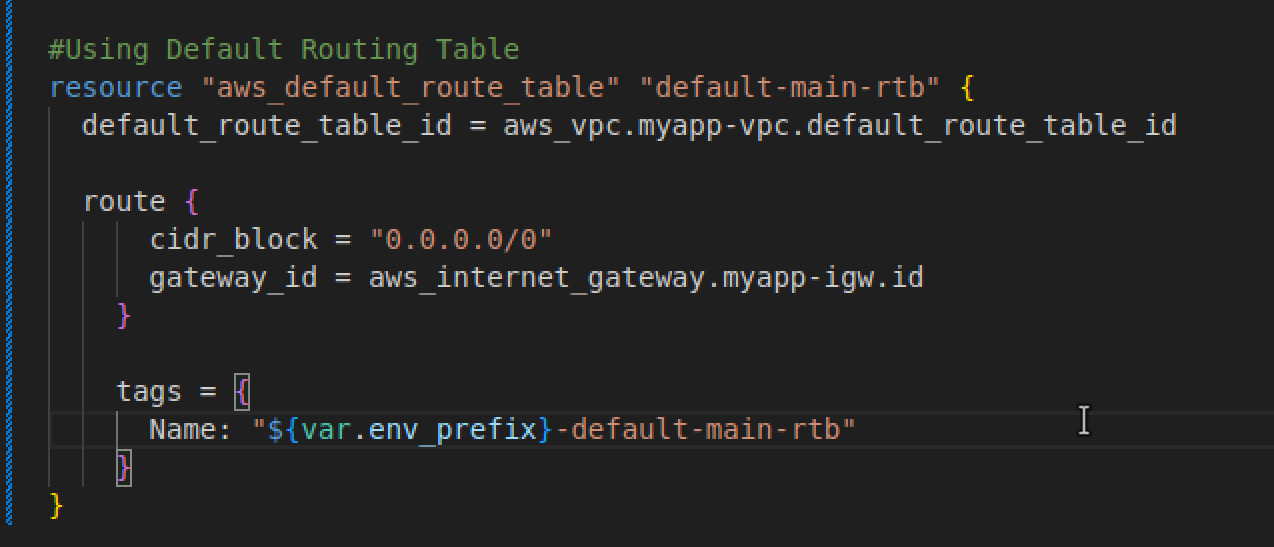 #Using Default Routing Table
resource "aws_default_route_table" "default-main-rtb" {
  default_route_table_id = aws_vpc.myapp-vpc.default_route_table_id

  route {
      cidr_block = "0.0.0.0/0"
      gateway_id = aws_internet_gateway.myapp-igw.id
    }

    tags = {
      Name: "${var.env_prefix}-default-main-rtb"
    }
}